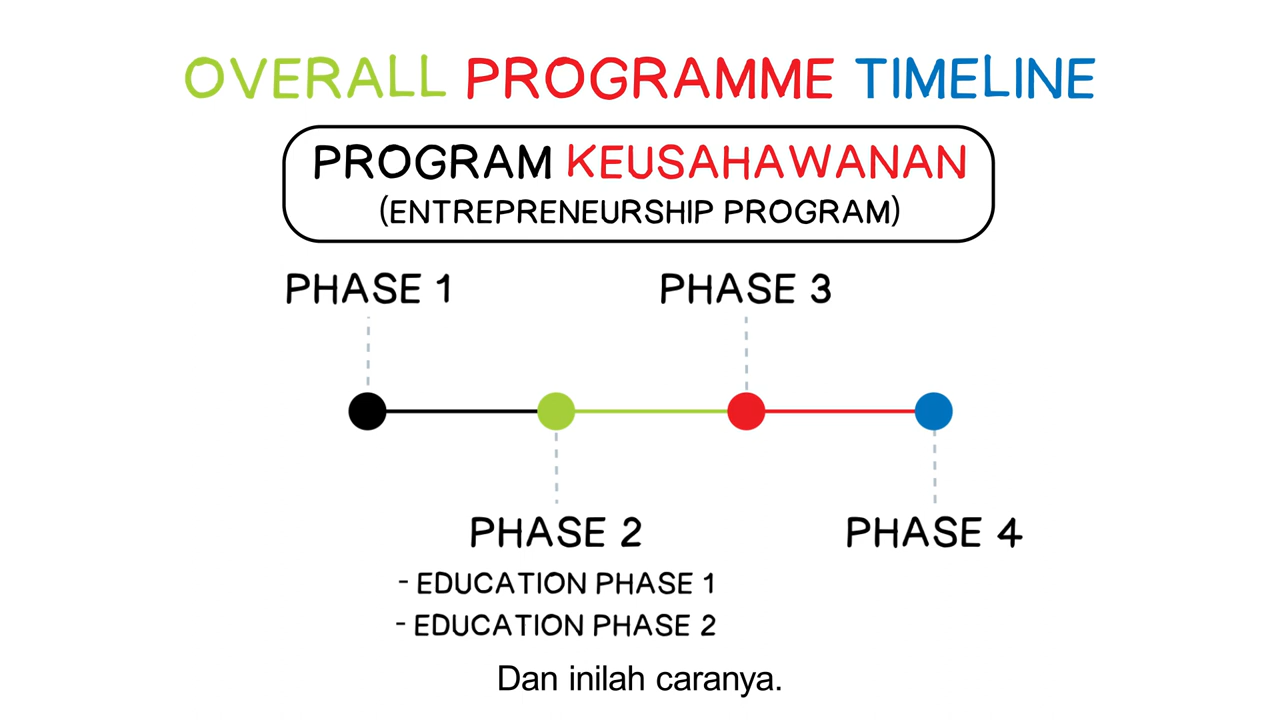 OVERALL PROGRAMME TIMELINE
PROGRAM KEUSAHAWANAN
(ENTREPRENEURSHIP PROGRAM)
PHASE 1
PHASE 3
PHASE 2
PHASE 4
- EDUCATION PHASE 1
- EDUCATION PHASE 2
Dan inilah caranya.